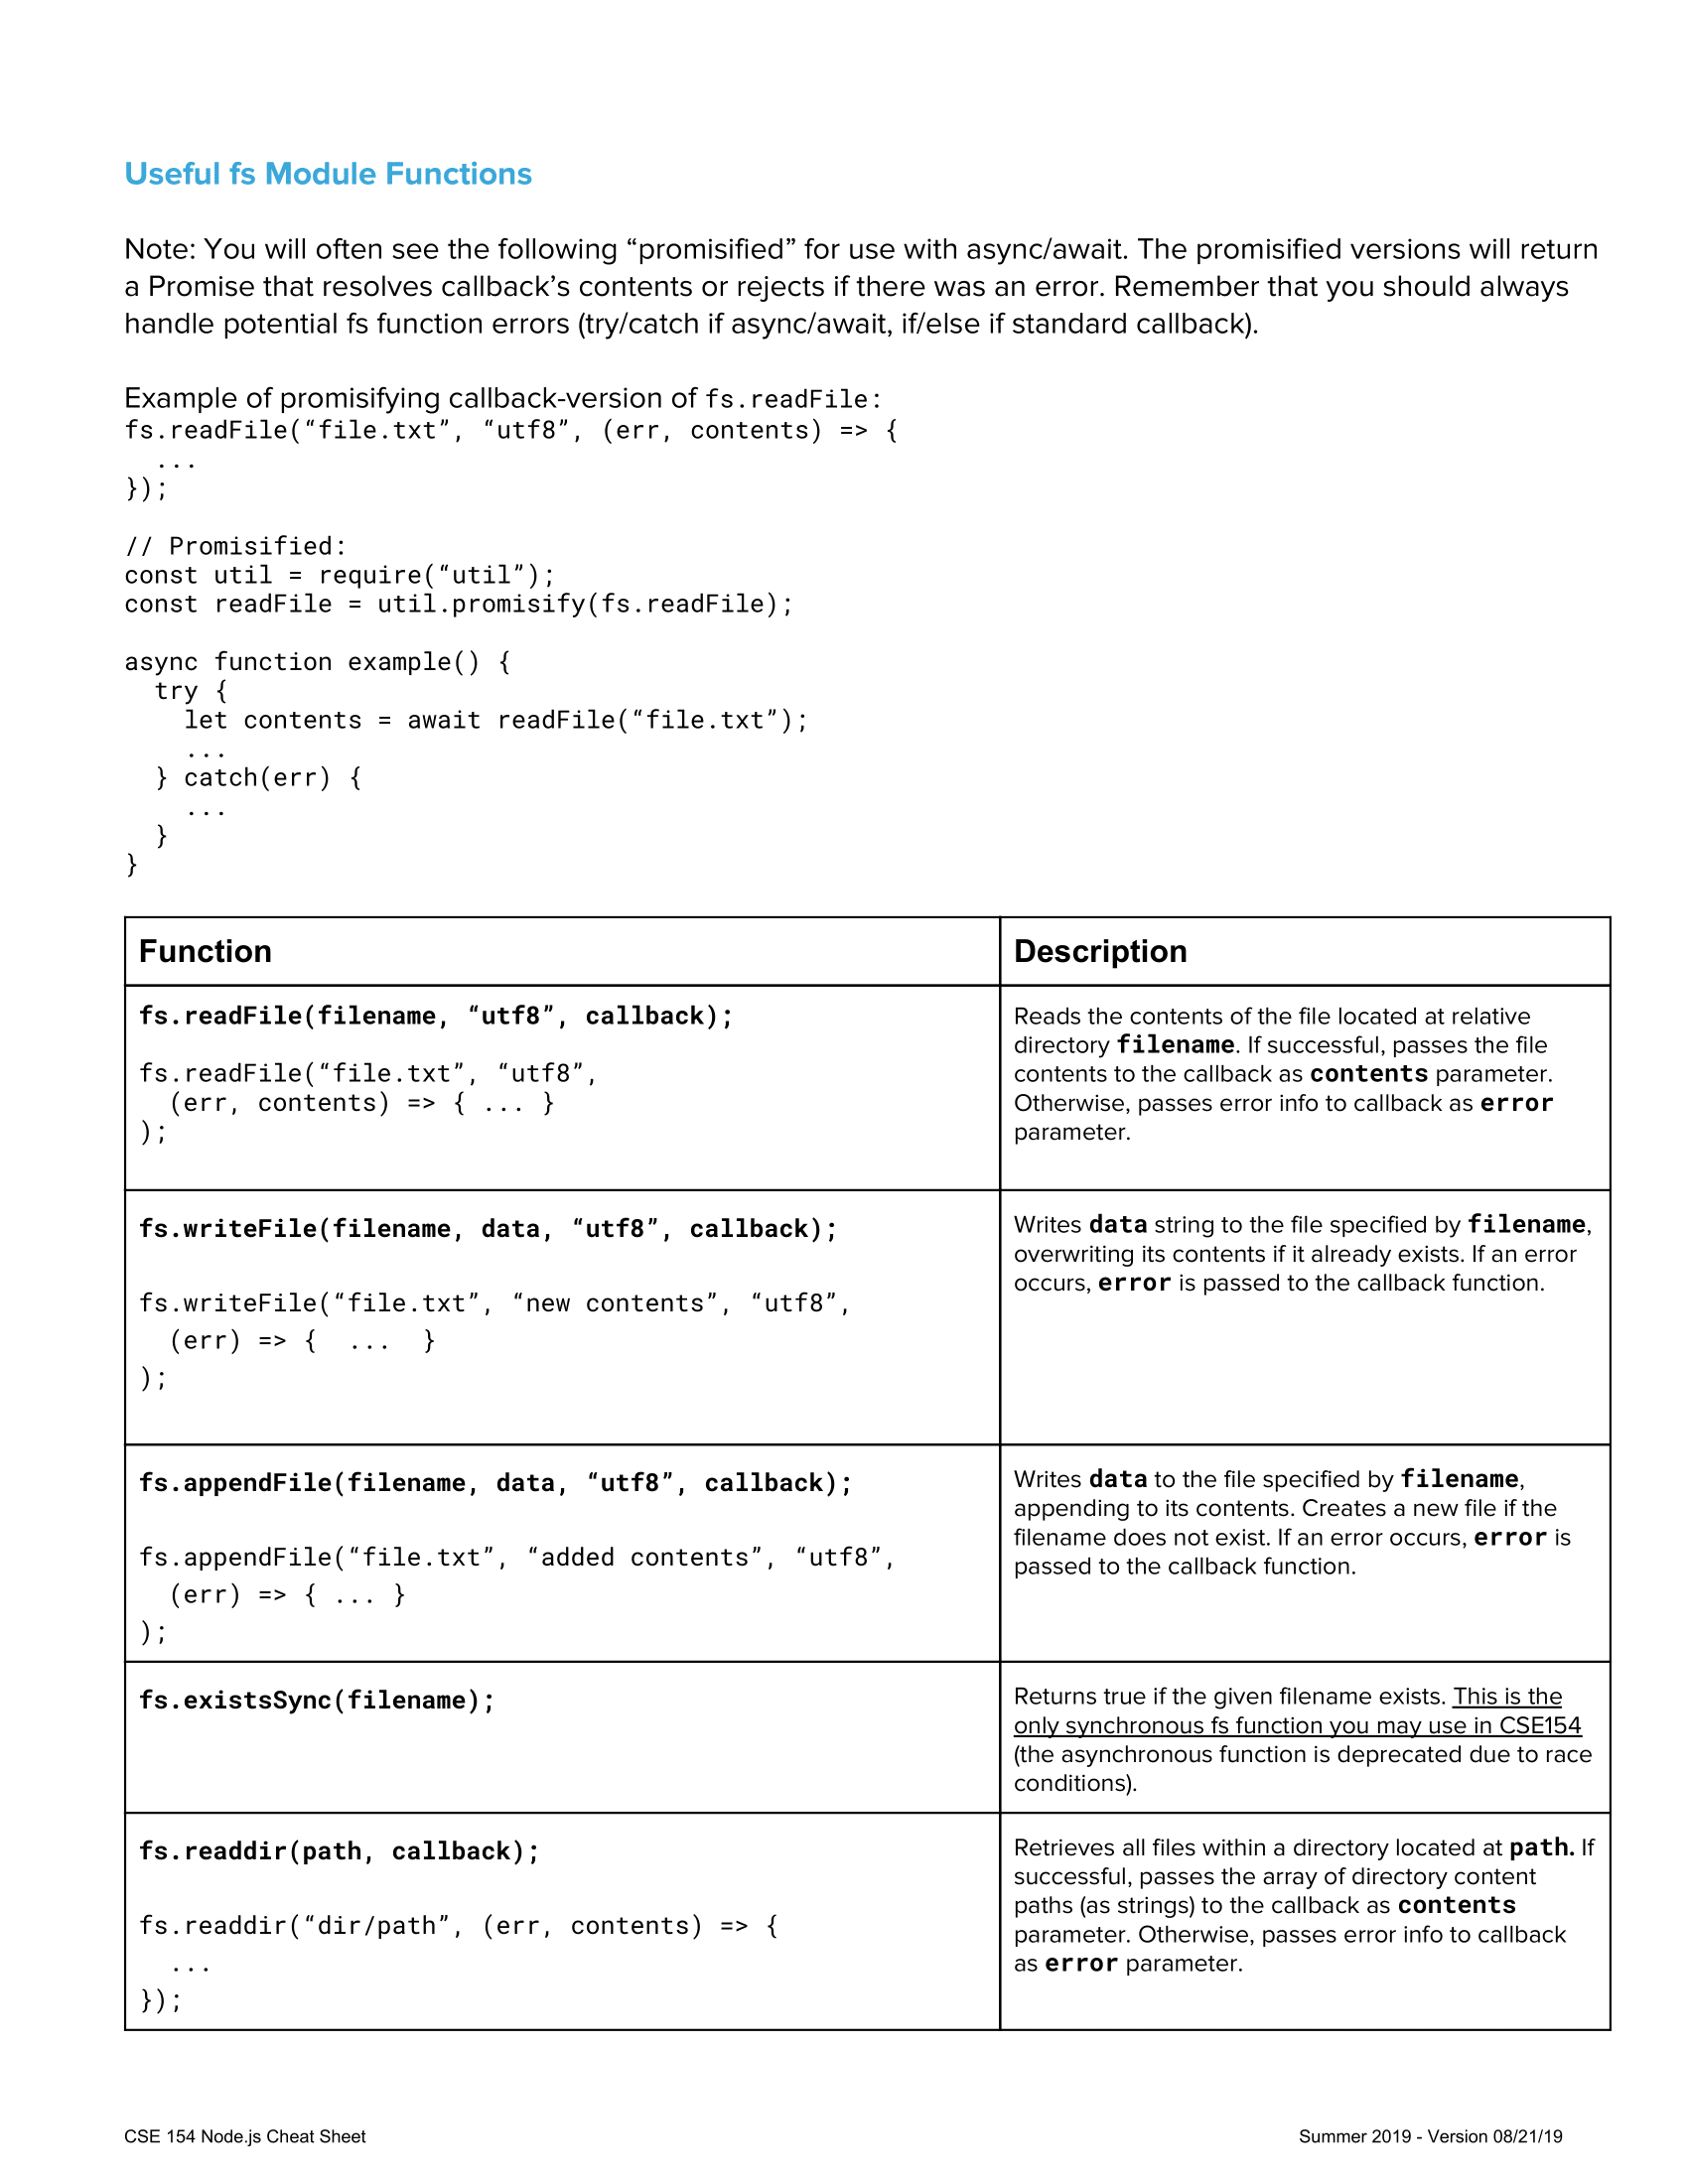 Useful fs Module Functions
Note: You will often see the following “promisified” for use with async/await. The promisified versions will return
a Promise that resolves callback’s contents or rejects if there was an error. Remember that you should always
handle potential fs function errors (try/catch if async/await, if/else if standard callback).
Example of promisifying callback-version of fs.readFile:
fs.readFile(“file.txt”, “utf8”, (err, contents) => {
  ...
});
// Promisified:
const util = require(“util”);
const readFile = util.promisify(fs.readFile);
async function example() {
  try {
    let contents = await readFile(“file.txt”);
    ...
  } catch(err) {
    ...
  }
}
Function
Description
fs.readFile(filename, “utf8”, callback);
fs.readFile(“file.txt”, “utf8”,
  (err, contents) => { ... }
);
Reads the contents of the file located at relative
directory filename. If successful, passes the file
contents to the callback as contents parameter.
Otherwise, passes error info to callback as error
parameter.
fs.writeFile(filename, data, “utf8”, callback);
fs.writeFile(“file.txt”, “new contents”, “utf8”,
  (err) => {  ...  }
);
Writes data string to the file specified by filename,
overwriting its contents if it already exists. If an error
occurs, error is passed to the callback function.
fs.appendFile(filename, data, “utf8”, callback);
fs.appendFile(“file.txt”, “added contents”, “utf8”,
  (err) => { ... }
);
Writes data to the file specified by filename,
appending to its contents. Creates a new file if the
filename does not exist. If an error occurs, error is
passed to the callback function.
fs.existsSync(filename);
Returns true if the given filename exists. This is the
only synchronous fs function you may use in CSE154
(the asynchronous function is deprecated due to race
conditions).
fs.readdir(path, callback);
fs.readdir(“dir/path”, (err, contents) => {
  ...
});
Retrieves all files within a directory located at path. If
successful, passes the array of directory content
paths (as strings) to the callback as contents
parameter. Otherwise, passes error info to callback
as error parameter.
CSE 154 Node.js Cheat Sheet
Summer 2019 - Version 08/21/19